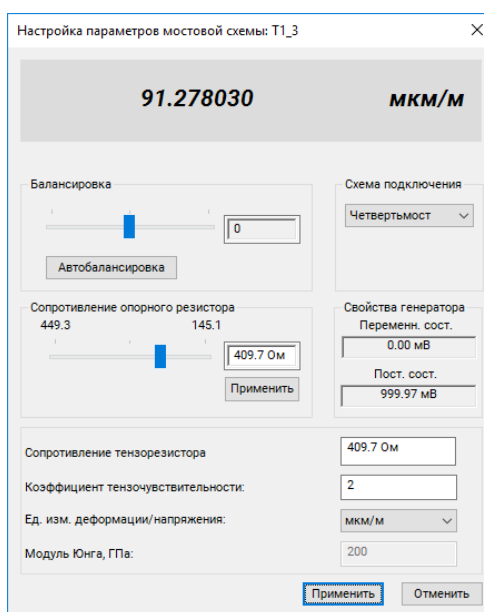 Настройка параметров мостовой схемы: T1_3
91.278030 мкм/м
Балансировка
0
Автобалансировка
Схема подключения
Четвертьмост
Сопротивление опорного резистора
449.3 145.1
409.7 Ом
Применить
Свойства генератора
Переменн. сост.
0.00 мВ
Пост. сост.
999.97 мВ
Сопротивление тензорезистора 409.7 Ом
Коэффициент тензочувствительности: 2
Ед. изм. деформации/напряжения: мкм/м
Модуль Юнга, ГПа: 200
Применить Отменить